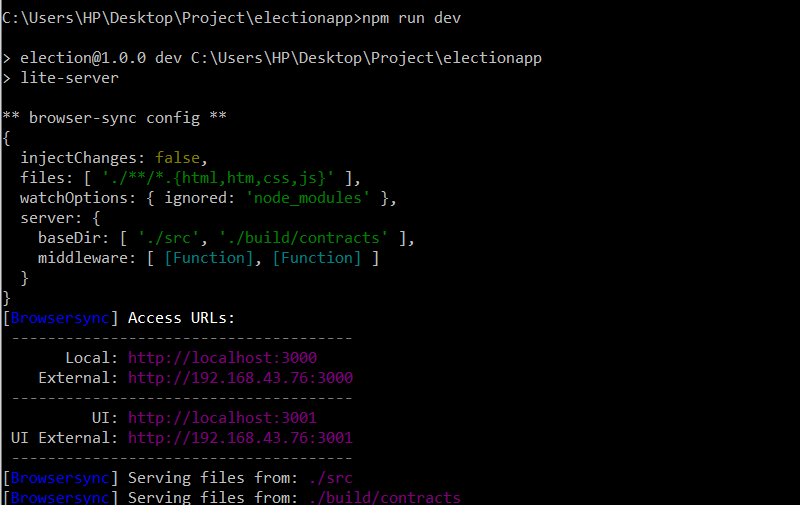 C:\Users\HP\Desktop\Project\electionapp>npm run dev
> election@1.0.0 dev C:\Users\HP\Desktop\Project\electionapp
> lite-server
** browser-sync config **
{
  injectChanges: false,
  files: [ './**/*.{html,htm,css,js}' ],
  watchOptions: { ignored: 'node_modules' },
  server: {
    baseDir: [ './src', './build/contracts' ],
    middleware: [ [Function], [Function] ]
  }
}
[Browsersync] Access URLs:
 --------------------------------------
       Local: http://localhost:3000
    External: http://192.168.43.76:3000
 --------------------------------------
          UI: http://localhost:3001
 UI External: http://192.168.43.76:3001
 --------------------------------------
[Browsersync] Serving files from: ./src
[Browsersync] Serving files from: ./build/contracts